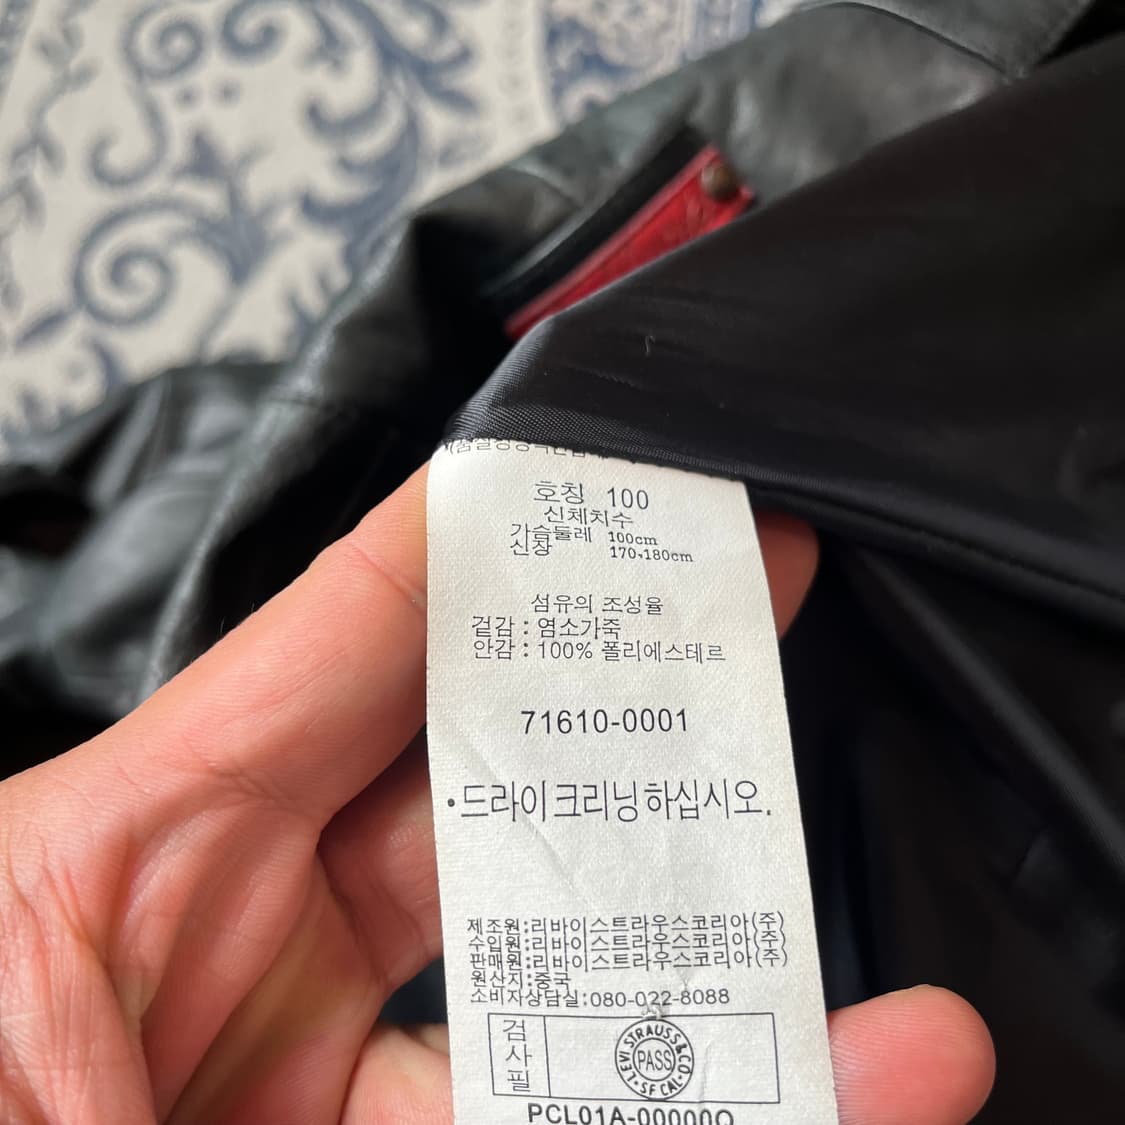 호칭 100
신체치수
가슴둘레 100cm
신장 170~180cm
섬유의 조성율
겉감 : 염소가죽
안감 : 100% 폴리에스테르
71610-0001
·드라이크리닝하십시오.
제조원:리바이스트라우스코리아(주)
수입원:리바이스트라우스코리아(주)
판매원:리바이스트라우스코리아(주)
원산지:중국
소비자상담실:080-022-8088
검사필
LEVI STRAUSS & CO
PASS
SF CAL